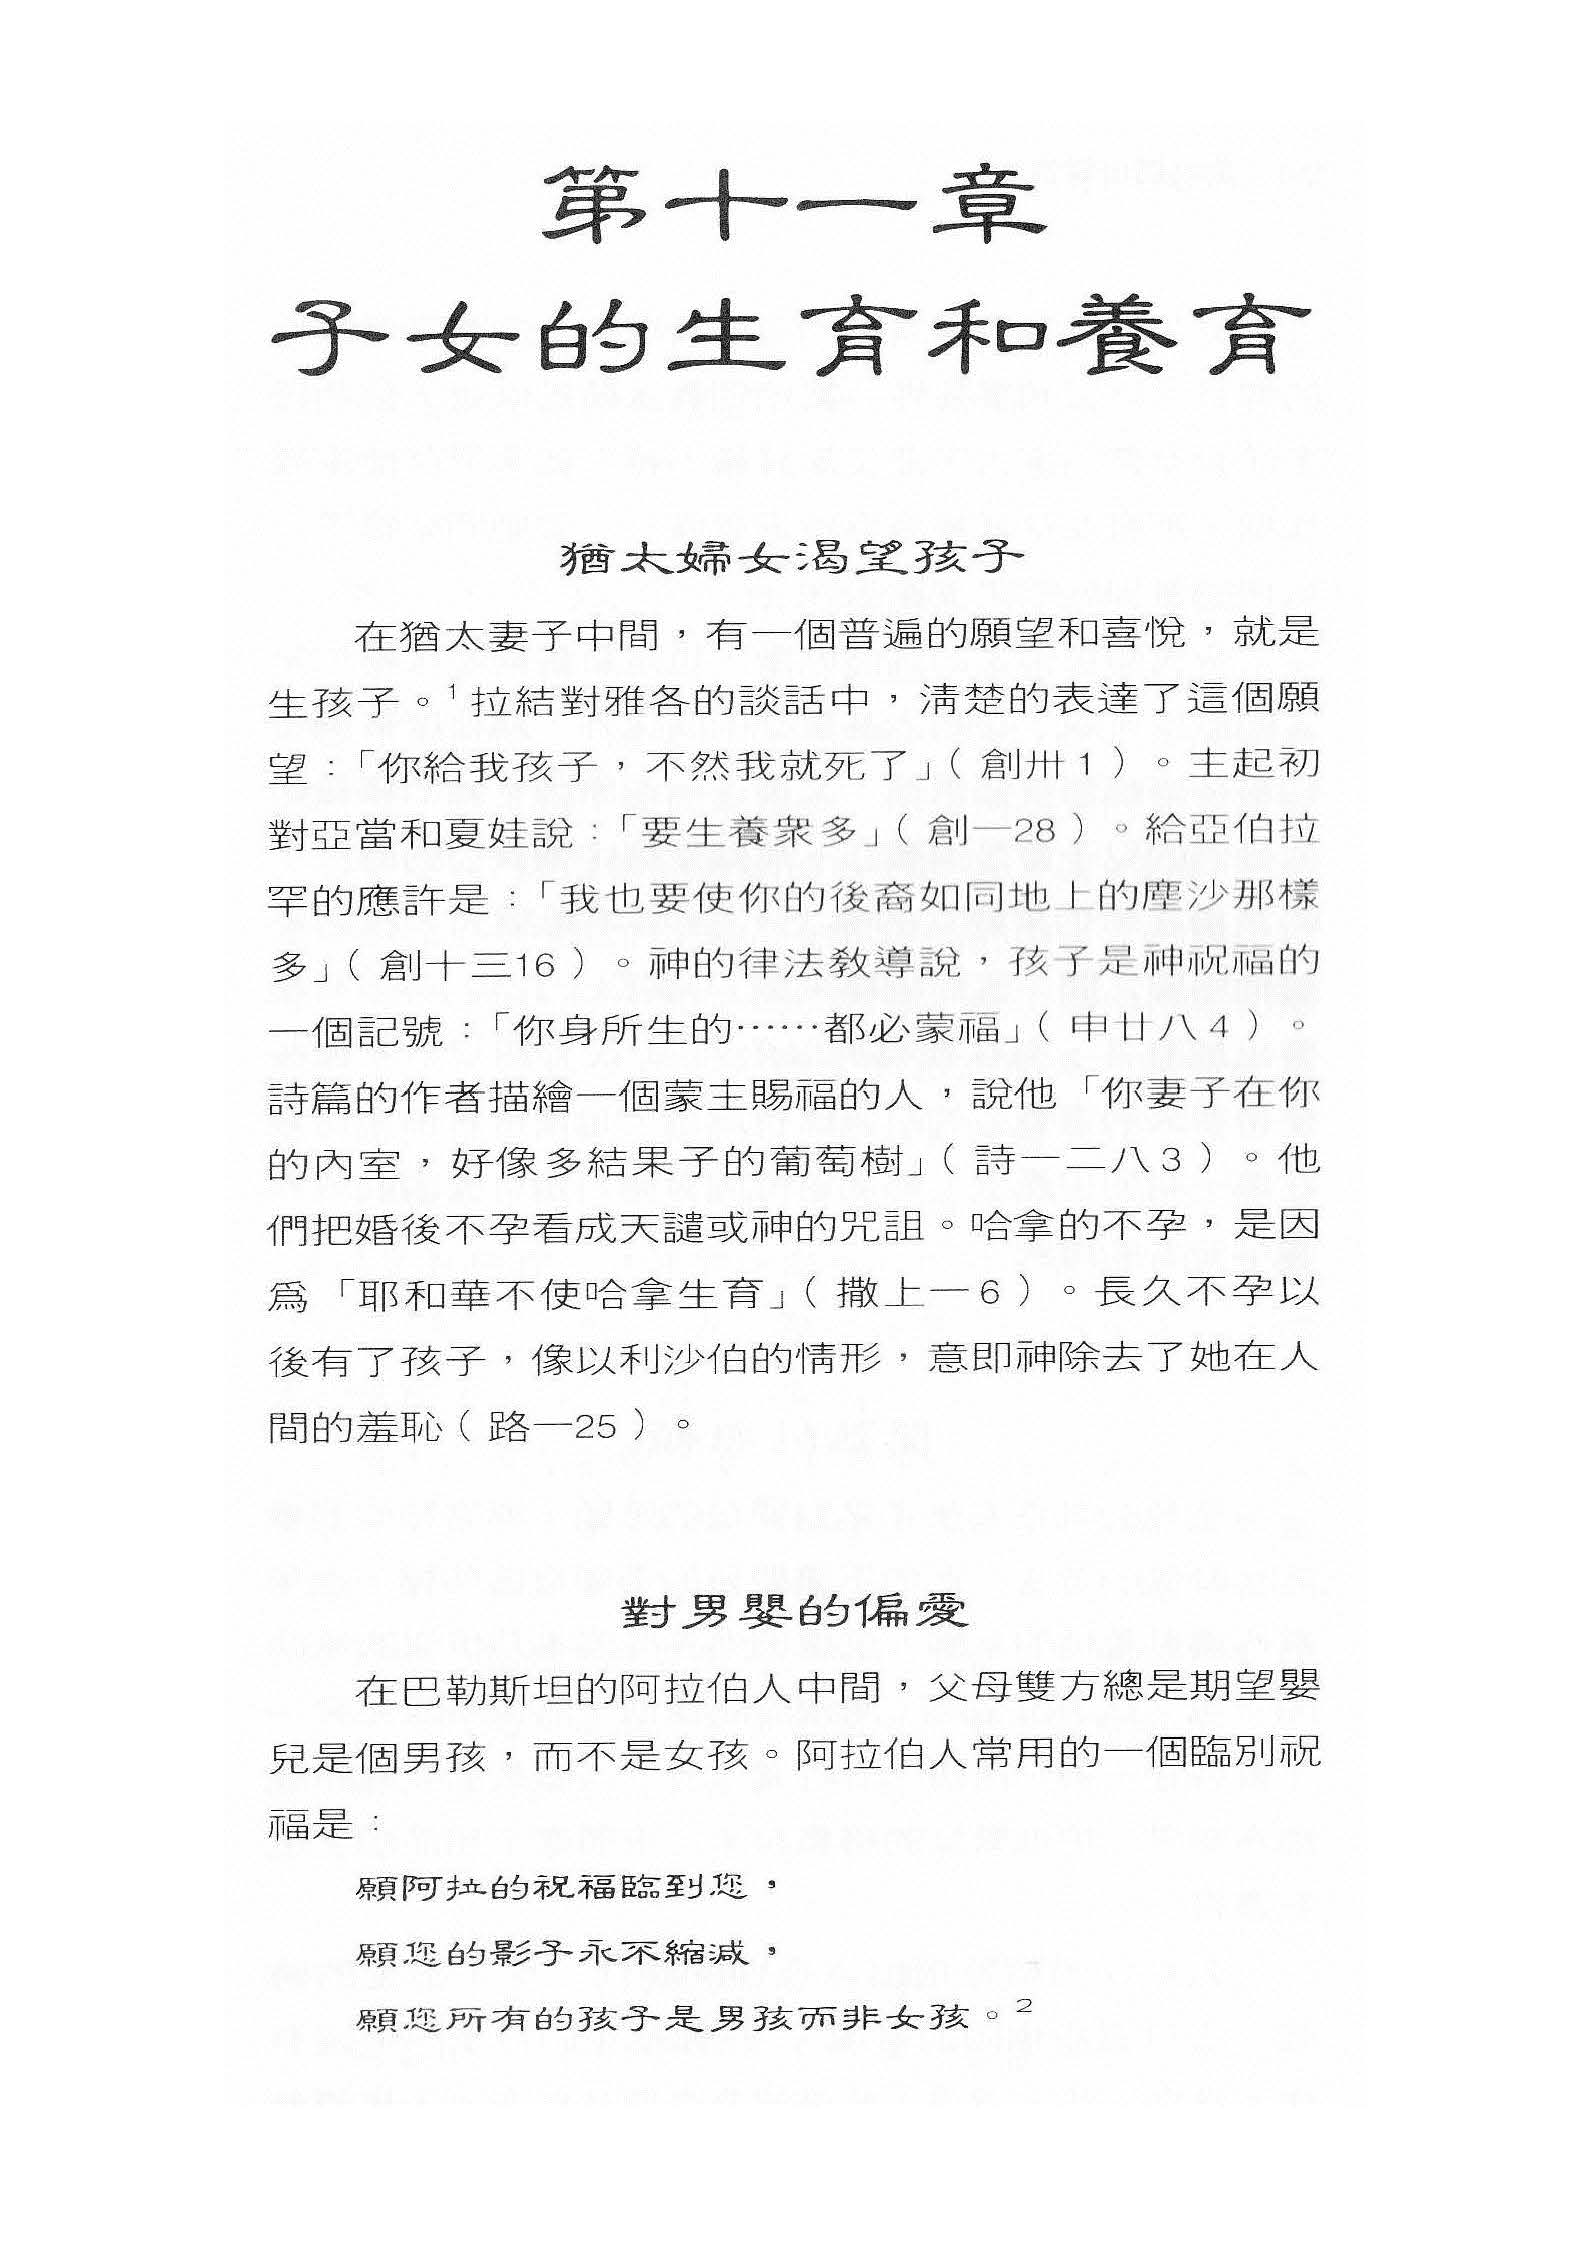 第十一章
子女的生育和養育
猶太婦女渴望孩子
在猶太妻子中間，有一個普遍的願望和喜悅，就是
生孩子。¹拉結對雅各的談話中，清楚的表達了這個願
望：「你給我孩子，不然我就死了」（創卅1）。主起初
對亞當和夏娃說：「要生養衆多」（創一28）。給亞伯拉
罕的應許是：「我也要使你的後裔如同地上的塵沙那樣
多」（創十三16）。神的律法教導說，孩子是神祝福的
一個記號：「你身所生的……都必蒙福」（申廿八4）。
詩篇的作者描繪一個蒙主賜福的人，說他「你妻子在你
的內室，好像多結果子的葡萄樹」（詩一二八3）。他
們把婚後不孕看成天譴或神的咒詛。哈拿的不孕，是因
爲「耶和華不使哈拿生育」（撒上一6）。長久不孕以
後有了孩子，像以利沙伯的情形，意即神除去了她在人
間的羞恥（路一25）。
對男嬰的偏愛
在巴勒斯坦的阿拉伯人中間，父母雙方總是期望嬰
兒是個男孩，而不是女孩。阿拉伯人常用的一個臨別祝
福是：
願阿拉的祝福臨到您，
願您的影子永不縮減，
願您所有的孩子是男孩而非女孩。²